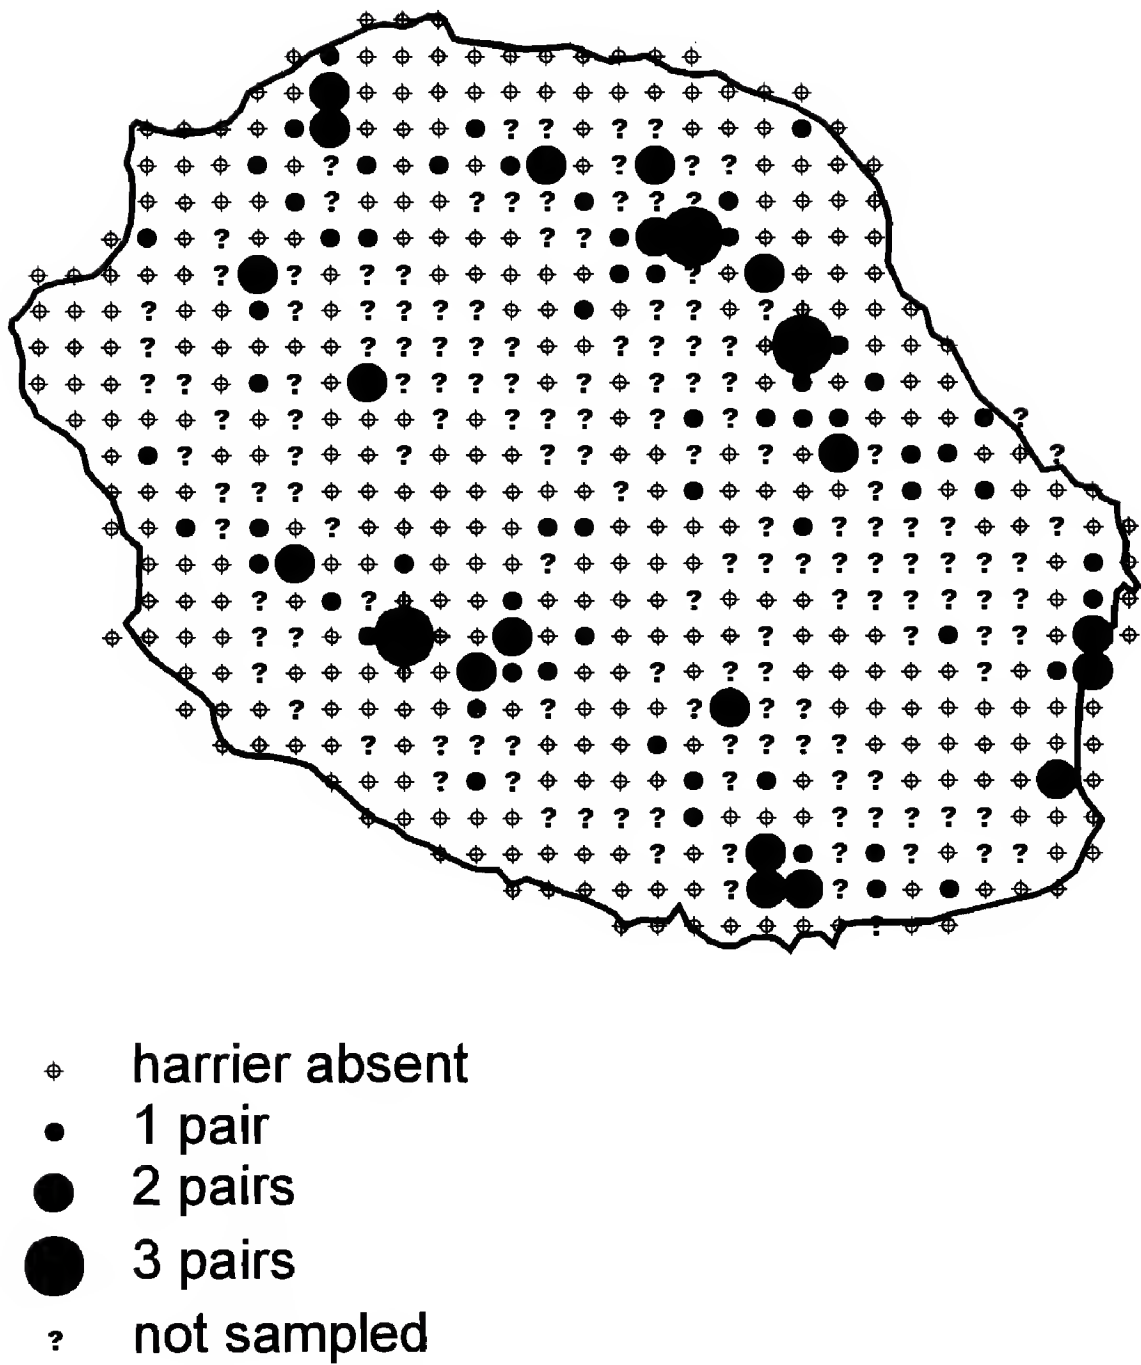 harrier absent
1 pair
2 pairs
3 pairs
? not sampled